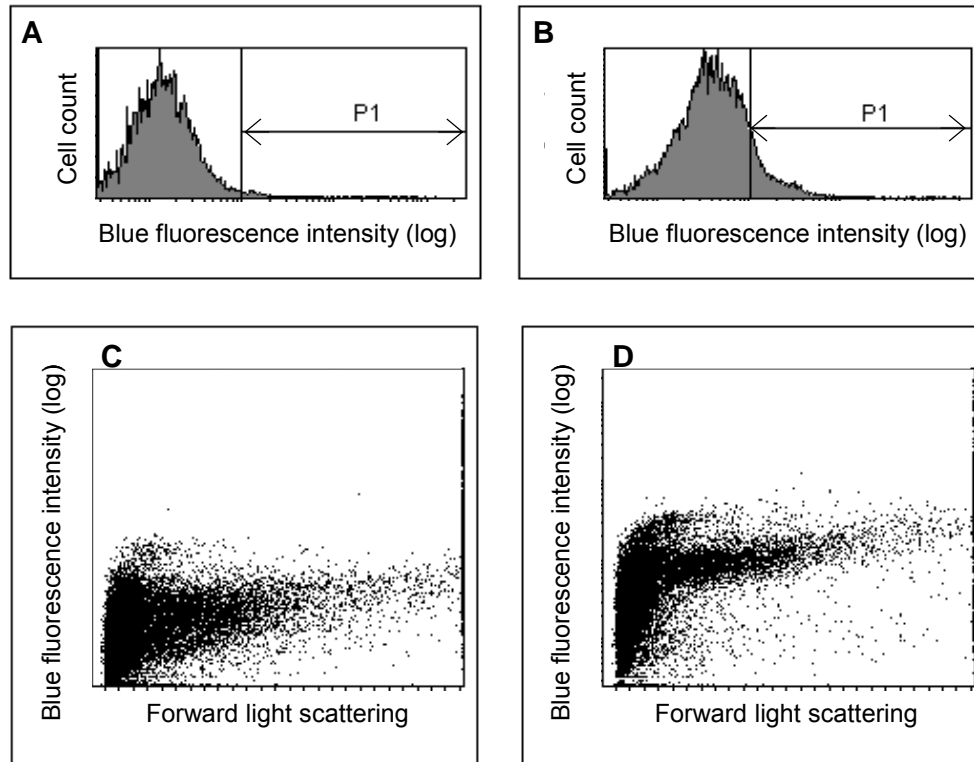 A
Cell count
P1
Blue fluorescence intensity (log)
B
Cell count
P1
Blue fluorescence intensity (log)
C
Blue fluorescence intensity (log)
Forward light scattering
D
Blue fluorescence intensity (log)
Forward light scattering